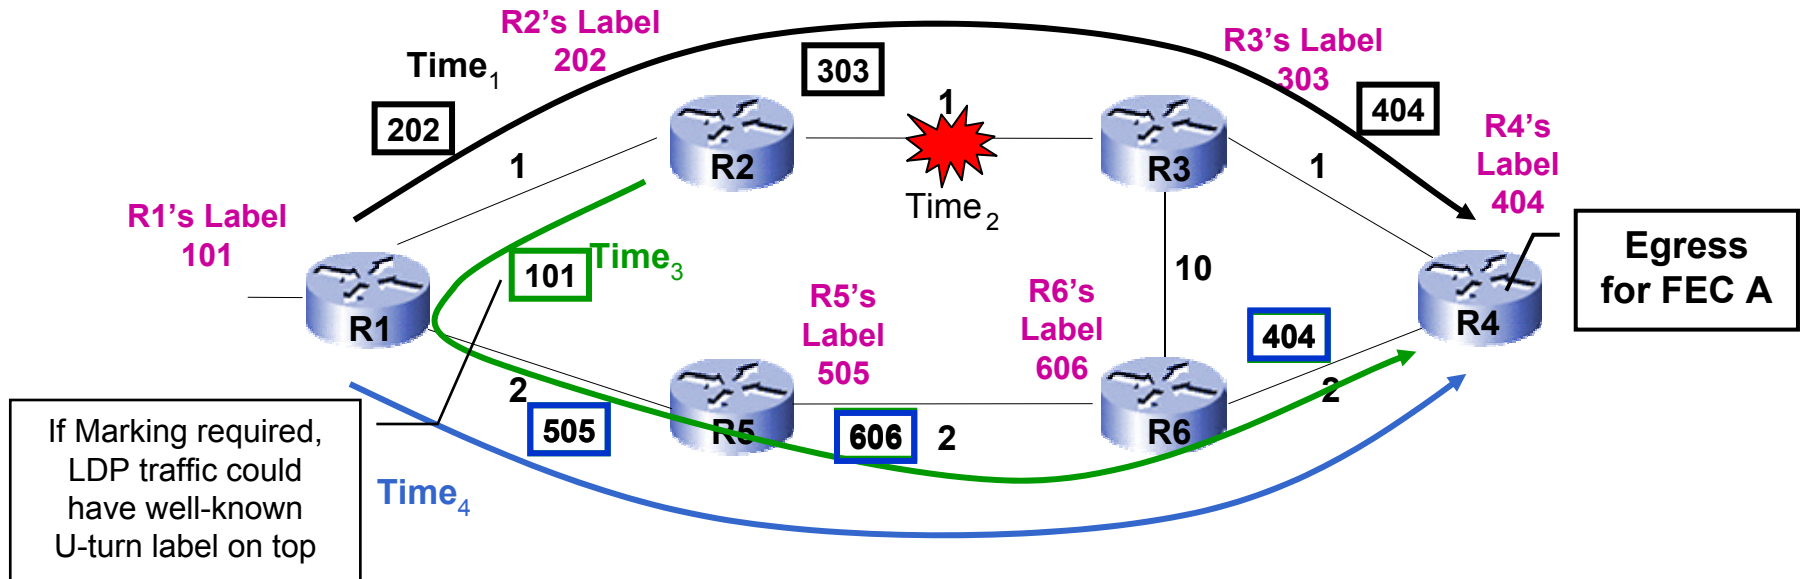 R2's Label
202
Time1
303
R3's Label
303
1
404
202
R4's
Label
404
1
R2
R3
1
Time2
R1's Label
101
Egress
for FEC A
101
Time3
10
R5's
Label
505
R6's
Label
606
R1
R4
404
2
2
505
R5
606
2
R6
If Marking required,
LDP traffic could
have well-known
U-turn label on top
Time4